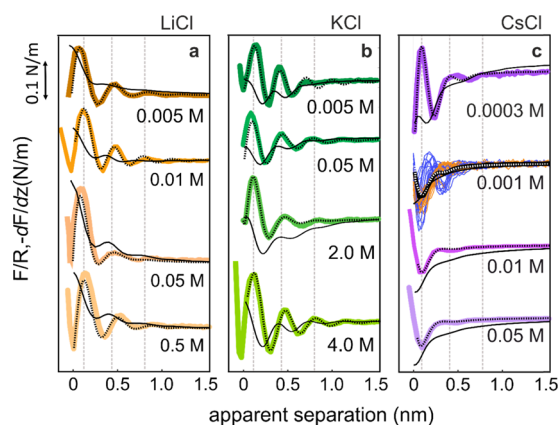 LiCl KCl CsCl
a b c
0.1 N/m
F/R,-dF/dz(N/m)
0.005 M 0.005 M 0.0003 M
0.01 M 0.05 M 0.001 M
0.05 M 2.0 M 0.01 M
0.5 M 4.0 M 0.05 M
0 0.5 1.0 1.5 0 0.5 1.0 1.5 0 0.5 1.0 1.5
apparent separation (nm)